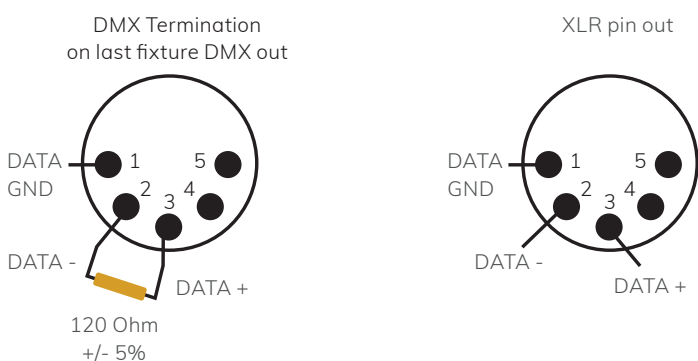 DMX Termination
on last fixture DMX out
DATA
GND
1
2
3
4
5
DATA -
DATA +
120 Ohm
+/- 5%
XLR pin out
DATA
GND
1
2
3
4
5
DATA -
DATA +